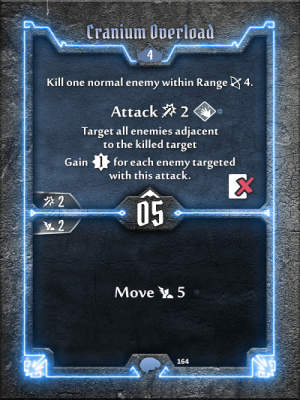 Cranium Overload
4
Kill one normal enemy within Range 4.
Attack 2
Target all enemies adjacent
to the killed target
Gain 1 for each enemy targeted
with this attack.
2
05
2
Move 5
164